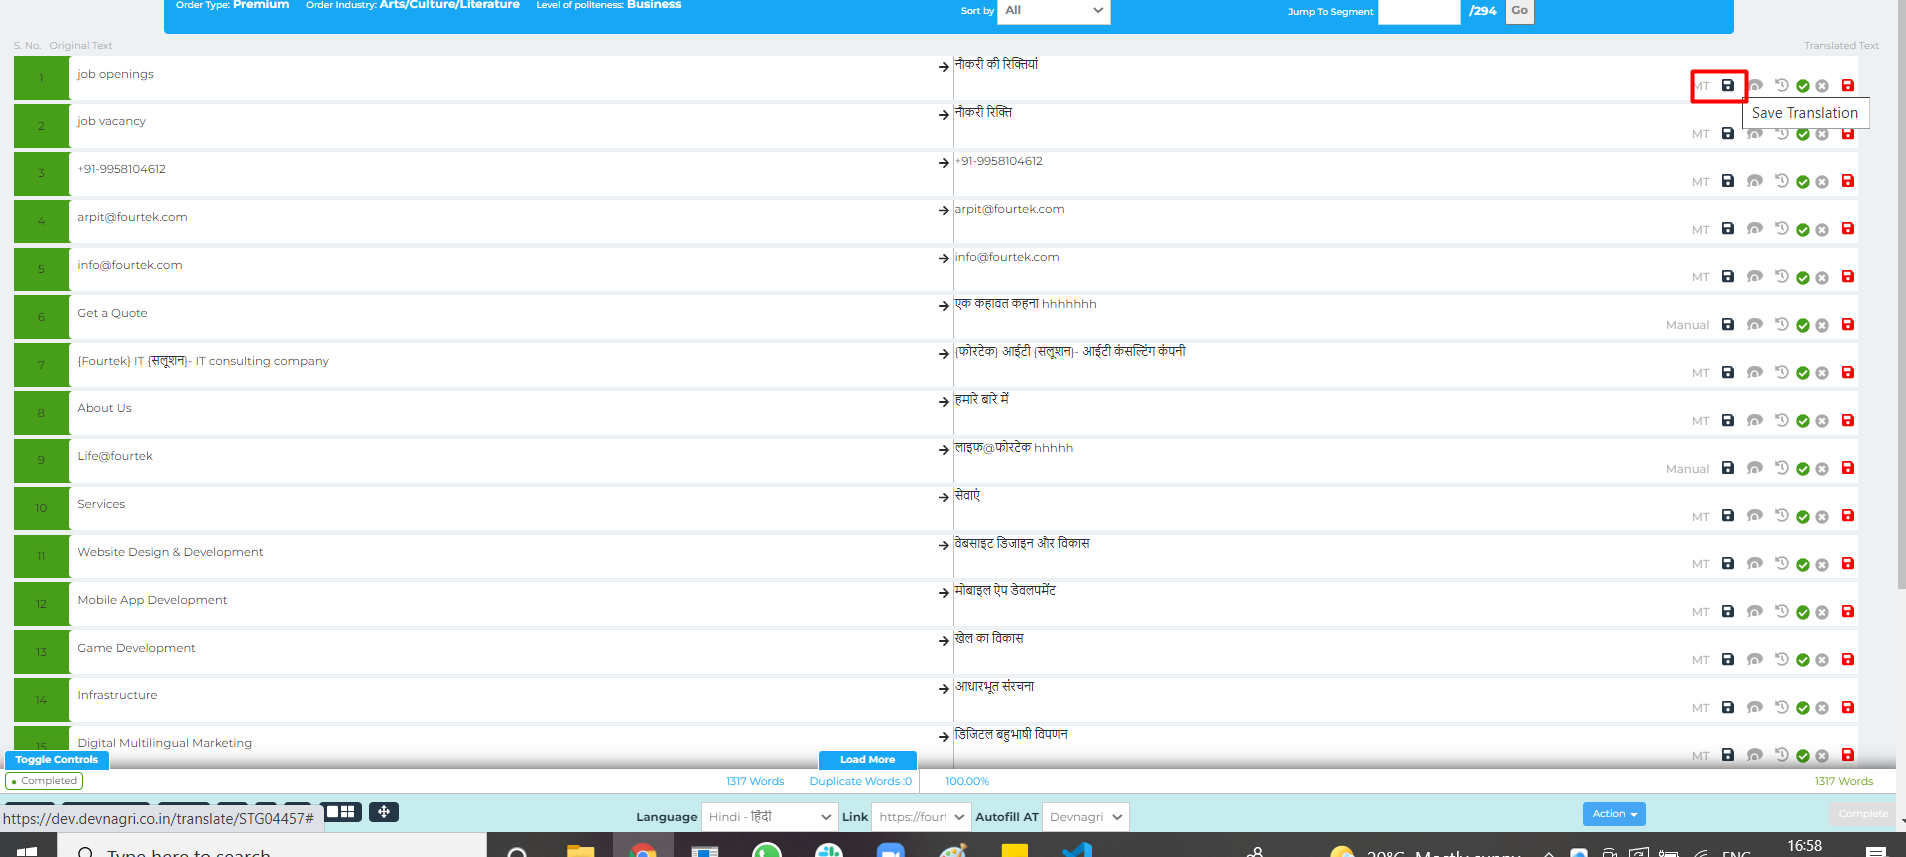 Order Type: Premium Order Industry: Arts/Culture/Literature Level of politeness: Business
Sort by All Jump To Segment /294 Go
S. No. Original Text Translated Text
1 job openings → नौकरी की रिक्तियां MT
Save Translation
2 job vacancy → नौकरी रिक्ति MT
3 +91-9958104612 → +91-9958104612 MT
4 arpit@fourtek.com → arpit@fourtek.com MT
5 info@fourtek.com → info@fourtek.com MT
6 Get a Quote → एक कहावत कहना hhhhhhh Manual
7 {Fourtek} IT {सलूशन}- IT consulting company → {फोरटेक} आईटी {सलूशन}- आईटी कंसल्टिंग कंपनी MT
8 About Us → हमारे बारे में MT
9 Life@fourtek → लाइफ@फोरटेक hhhhh Manual
10 Services → सेवाएं MT
11 Website Design & Development → वेबसाइट डिजाइन और विकास MT
12 Mobile App Development → मोबाइल ऐप डेवलपमेंट MT
13 Game Development → खेल का विकास MT
14 Infrastructure → आधारभूत संरचना MT
15 Digital Multilingual Marketing → डिजिटल बहुभाषी विपणन MT
Toggle Controls Load More
Completed 1317 Words Duplicate Words :0 100.00% 1317 Words
https://dev.devnagri.co.in/translate/STG04457# Language Hindi - हिंदी Link https://four Autofill AT Devnagri Action Complete
Type here to search 16:58
20°C Mostly sunny ENG